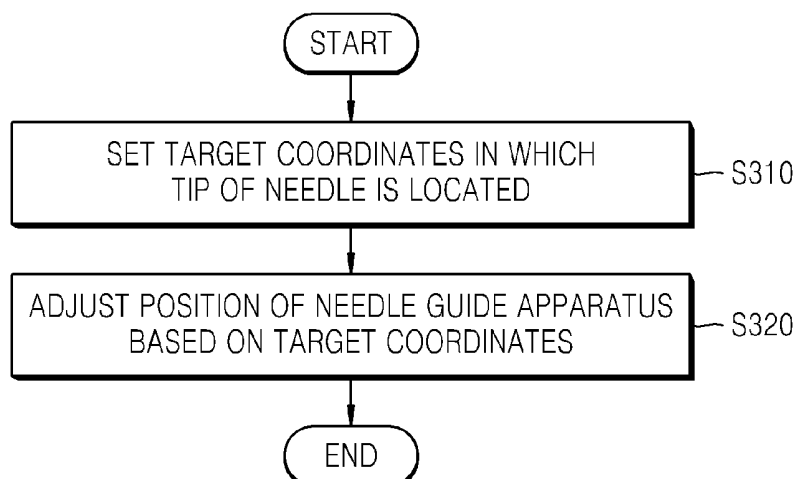 START
SET TARGET COORDINATES IN WHICH
TIP OF NEEDLE IS LOCATED
S310
ADJUST POSITION OF NEEDLE GUIDE APPARATUS
BASED ON TARGET COORDINATES
S320
END